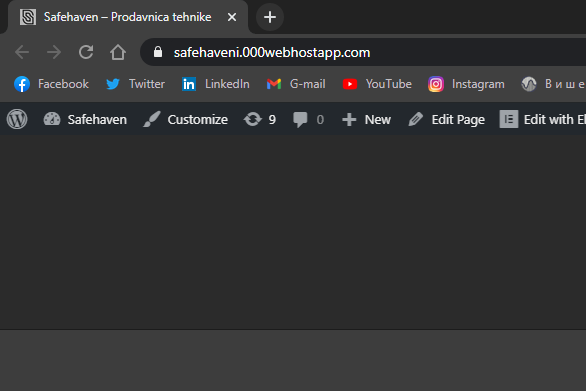 Safehaven – Prodavnica tehnike
safehaveni.000webhostapp.com
Facebook Twitter LinkedIn G-mail YouTube Instagram Више
Safehaven Customize 9 0 New Edit Page Edit with El